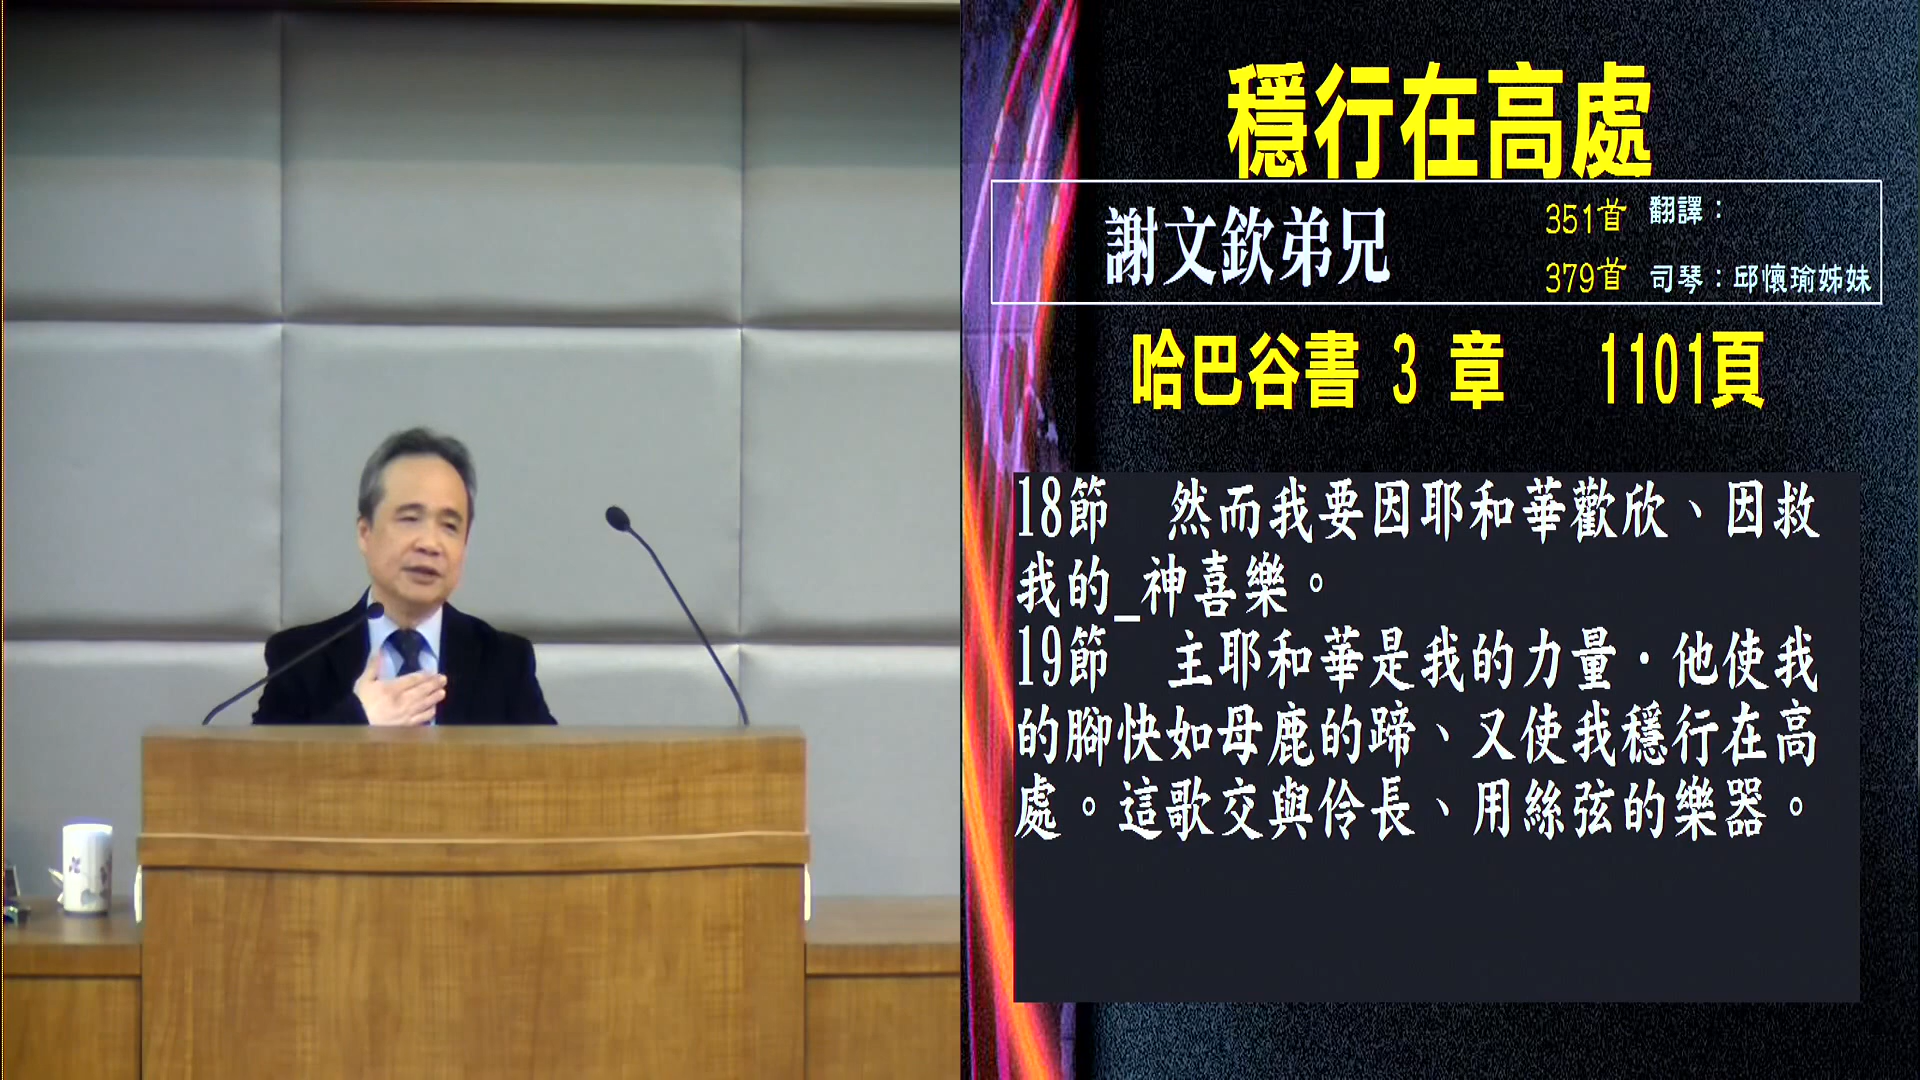 穩行在高處
謝文欽弟兄
351首 翻譯：
379首 司琴：邱懷瑜姊妹
哈巴谷書 3 章 1101頁
18節 然而我要因耶和華歡欣、因救
我的_神喜樂。
19節 主耶和華是我的力量．他使我
的腳快如母鹿的蹄、又使我穩行在高
處。這歌交與伶長、用絲弦的樂器。